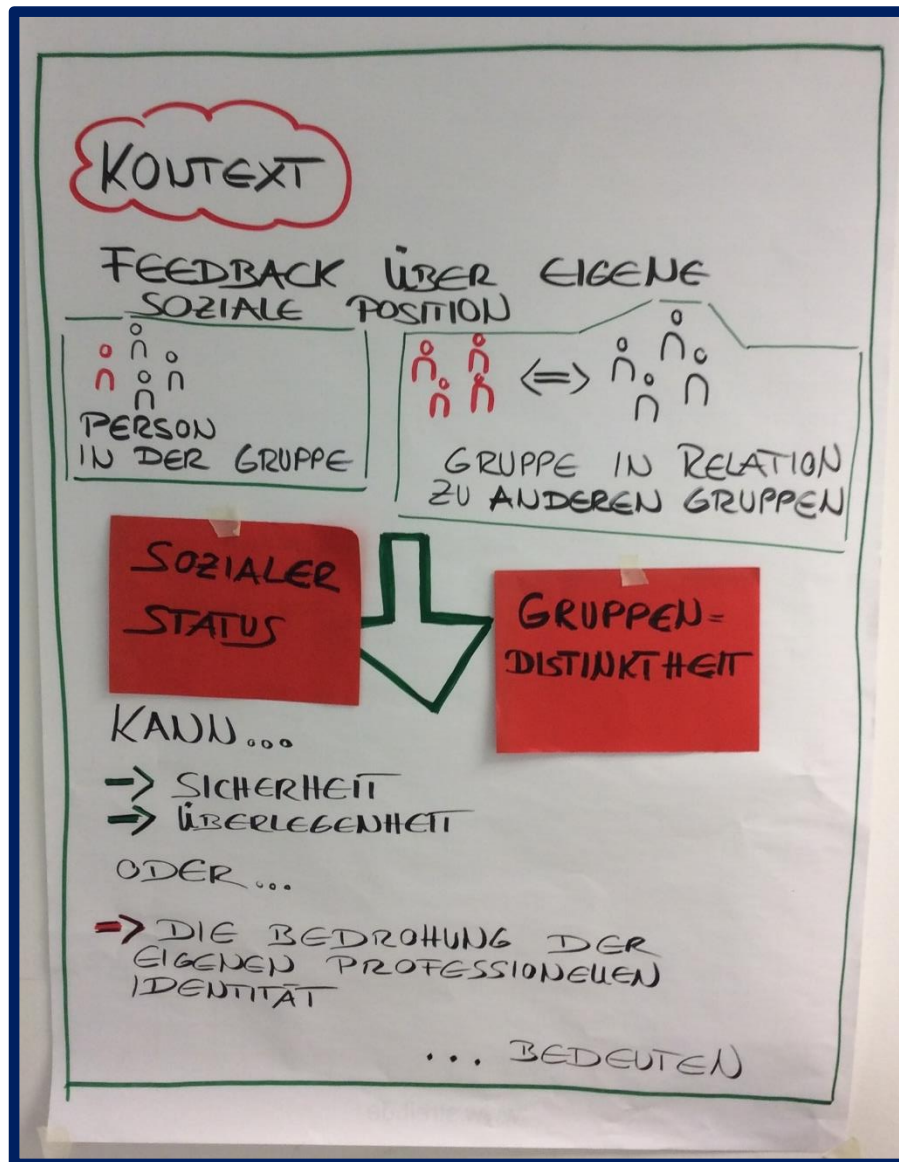 KONTEXT
FEEDBACK ÜBER EIGENE
SOZIALE POSITION
PERSON
IN DER GRUPPE
GRUPPE IN RELATION
ZU ANDEREN GRUPPEN
SOZIALER
STATUS
GRUPPEN=
DISTINKTHEIT
KANN...
-> SICHERHEIT
-> ÜBERLEGENHEIT
ODER...
=> DIE BEDROHUNG DER
EIGENEN PROFESSIONELLEN
IDENTITÄT
... BEDEUTEN